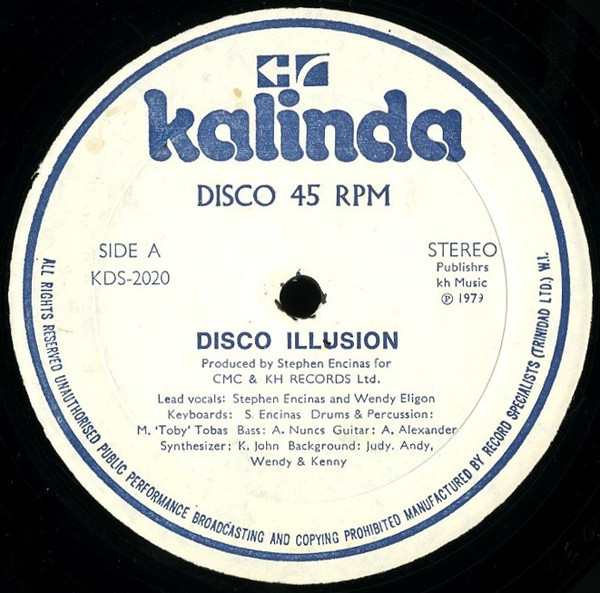 KH
kalinda
DISCO 45 RPM
SIDE A
KDS-2020
STEREO
Publishrs
kh Music
℗ 1979
DISCO ILLUSION
Produced by Stephen Encinas for
CMC & KH RECORDS Ltd.
Lead vocals: Stephen Encinas and Wendy Eligon
Keyboards: S. Encinas Drums & Percussion:
M. 'Toby' Tobas Bass: A. Nuncs Guitar: A. Alexander
Synthesizer: K. John Background: Judy. Andy,
Wendy & Kenny
ALL RIGHTS RESERVED UNAUTHORISED PUBLIC PERFORMANCE BROADCASTING AND COPYING PROHIBITED MANUFACTURED BY RECORD SPECIALISTS (TRINIDAD LTD.) W.I.